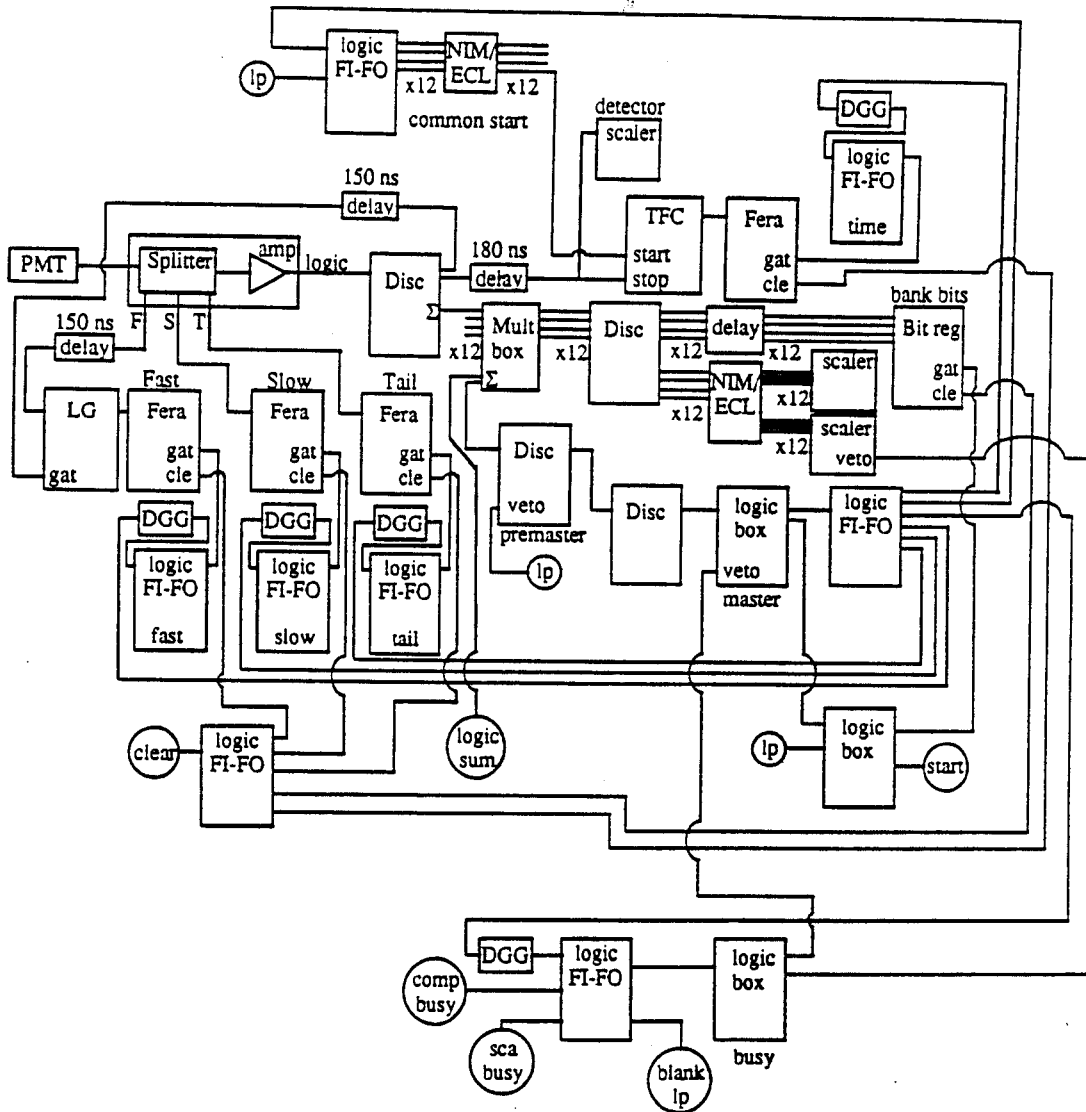 logic
FI-FO
NIM/
ECL
lp
x12
x12
common start
detector
scaler
DGG
logic
FI-FO
time
150 ns
delay
TFC
start
stop
Fera
gat
cle
PMT
Splitter
amp
logic
Disc
Σ
180 ns
delay
bank bits
F
S
T
150 ns
delay
x12
Mult
box
Σ
x12
Disc
x12
delay
x12
Bit reg
gat
cle
NIM/
ECL
x12
x12
scaler
x12
scaler
veto
LG
gat
Fast
Fera
gat
cle
Slow
Fera
gat
cle
Tail
Fera
gat
cle
Disc
veto
premaster
lp
Disc
logic
box
veto
master
logic
FI-FO
DGG
logic
FI-FO
fast
DGG
logic
FI-FO
slow
DGG
logic
FI-FO
tail
clear
logic
FI-FO
logic
sum
lp
logic
box
start
DGG
logic
FI-FO
logic
box
busy
comp
busy
sca
busy
blank
lp